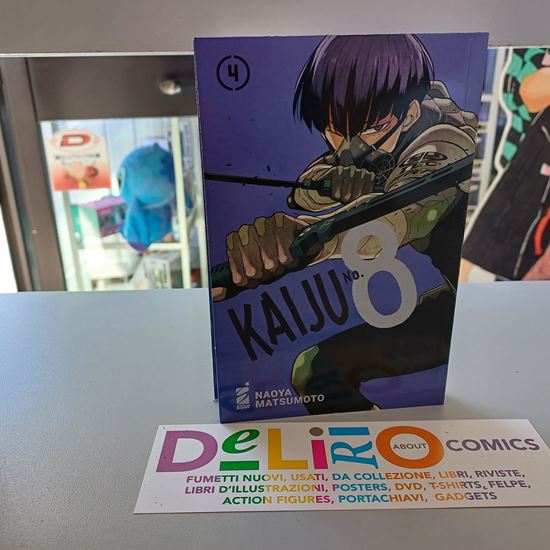 4
KAIJU No. 8
STAR
NAOYA
MATSUMOTO
DeLiRiO ABOUT COMICS
FUMETTI NUOVI, USATI, DA COLLEZIONE, LIBRI, RIVISTE,
LIBRI D'ILLUSTRAZIONI, POSTERS, DVD, T-SHIRTS, FELPE,
ACTION FIGURES, PORTACHIAVI, GADGETS